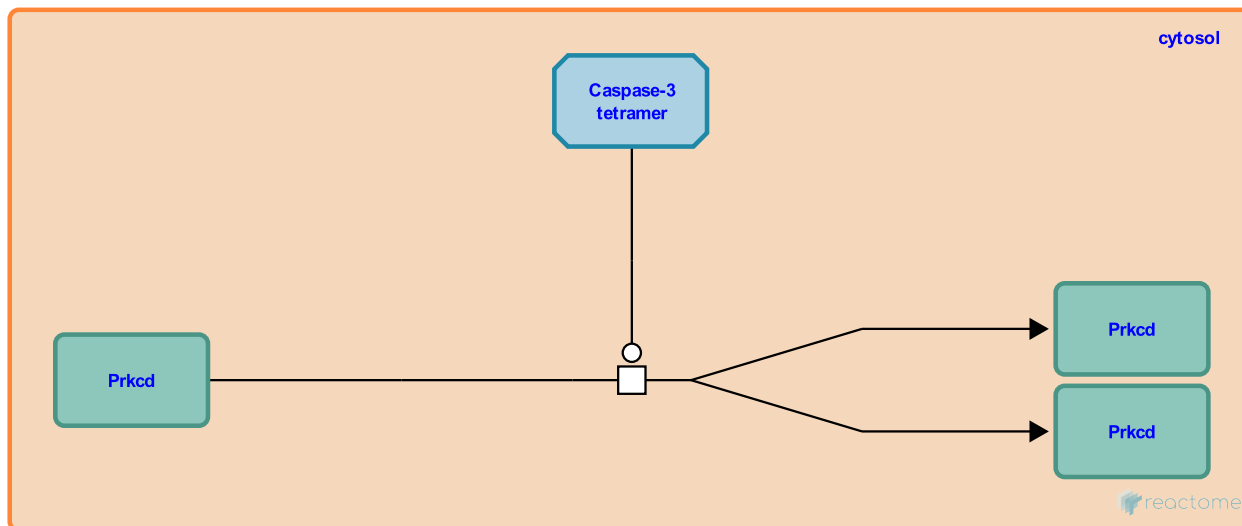 cytosol
Caspase-3
tetramer
Prkcd
Prkcd
Prkcd
reactome